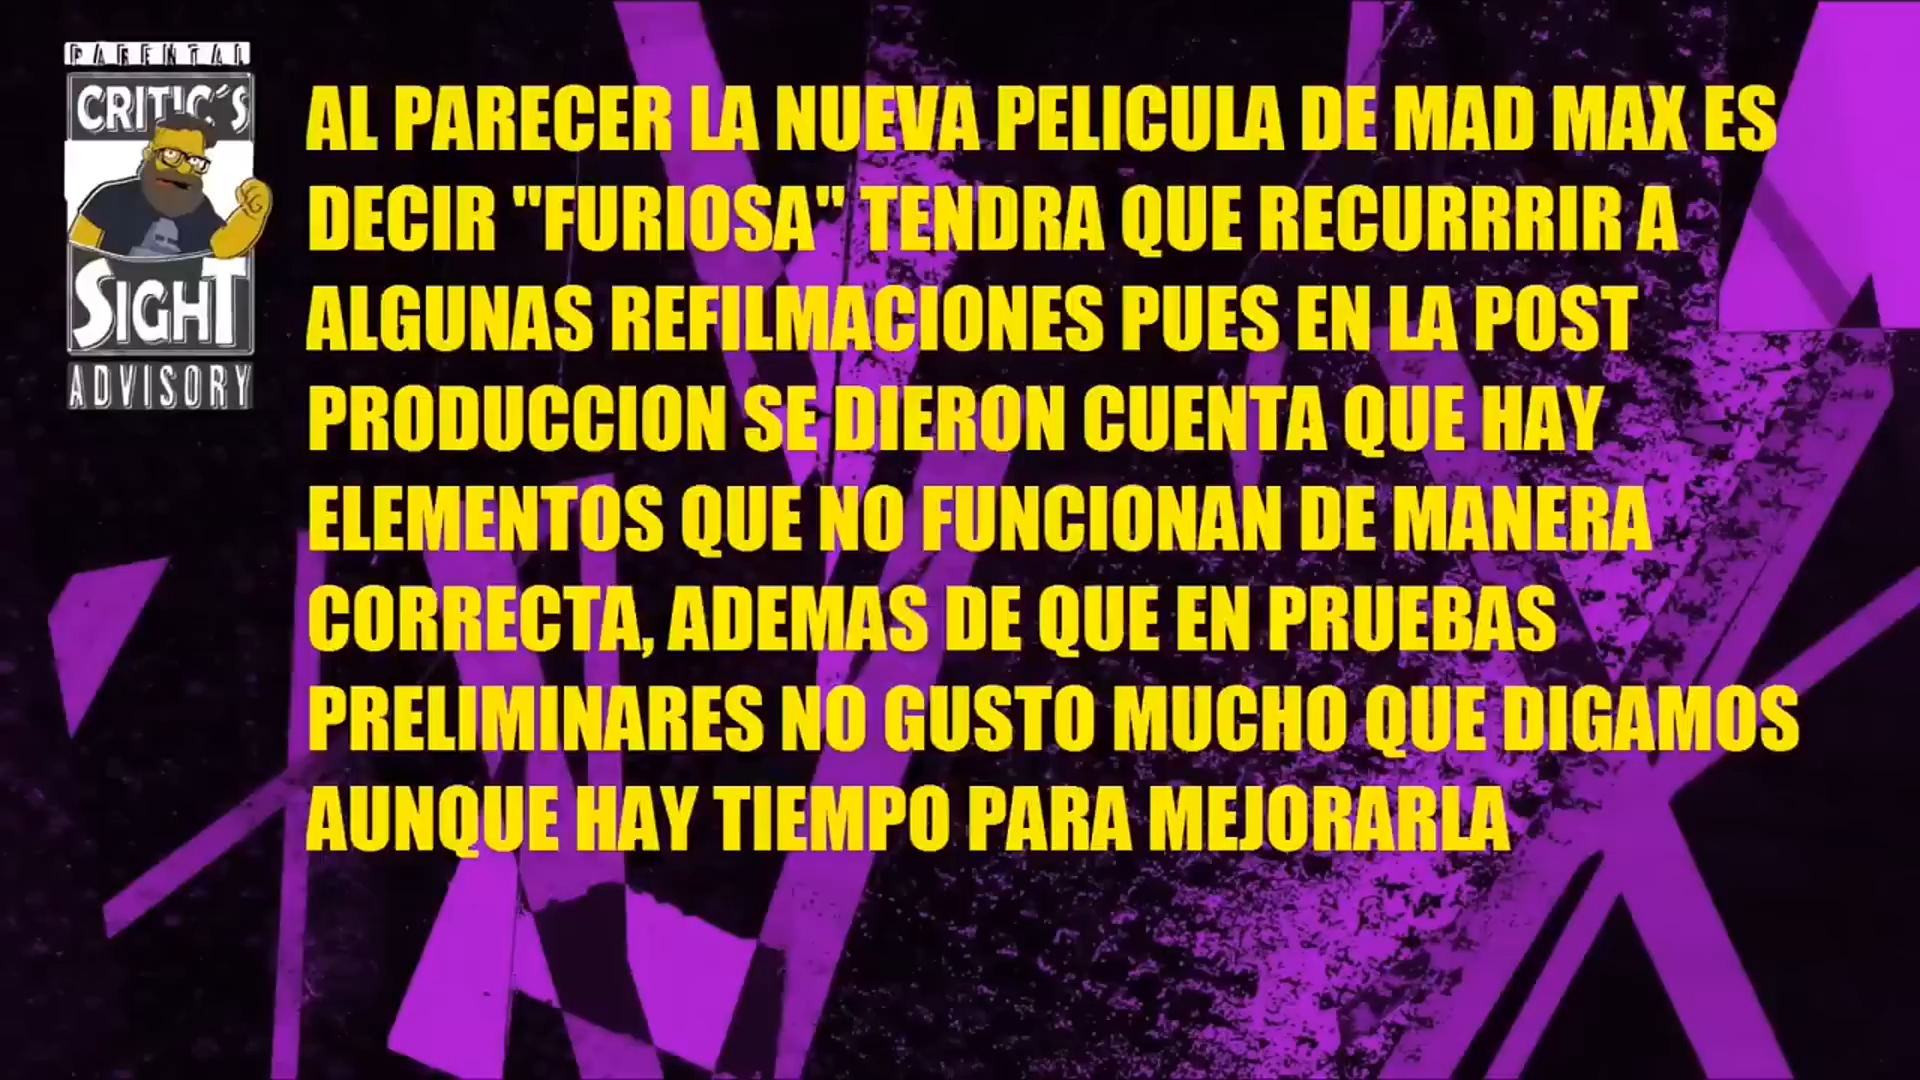 PARENTAL
CRITIC´S
SIGHT
ADVISORY
AL PARECER LA NUEVA PELICULA DE MAD MAX ES
DECIR "FURIOSA" TENDRA QUE RECURRRIR A
ALGUNAS REFILMACIONES PUES EN LA POST
PRODUCCION SE DIERON CUENTA QUE HAY
ELEMENTOS QUE NO FUNCIONAN DE MANERA
CORRECTA, ADEMAS DE QUE EN PRUEBAS
PRELIMINARES NO GUSTO MUCHO QUE DIGAMOS
AUNQUE HAY TIEMPO PARA MEJORARLA